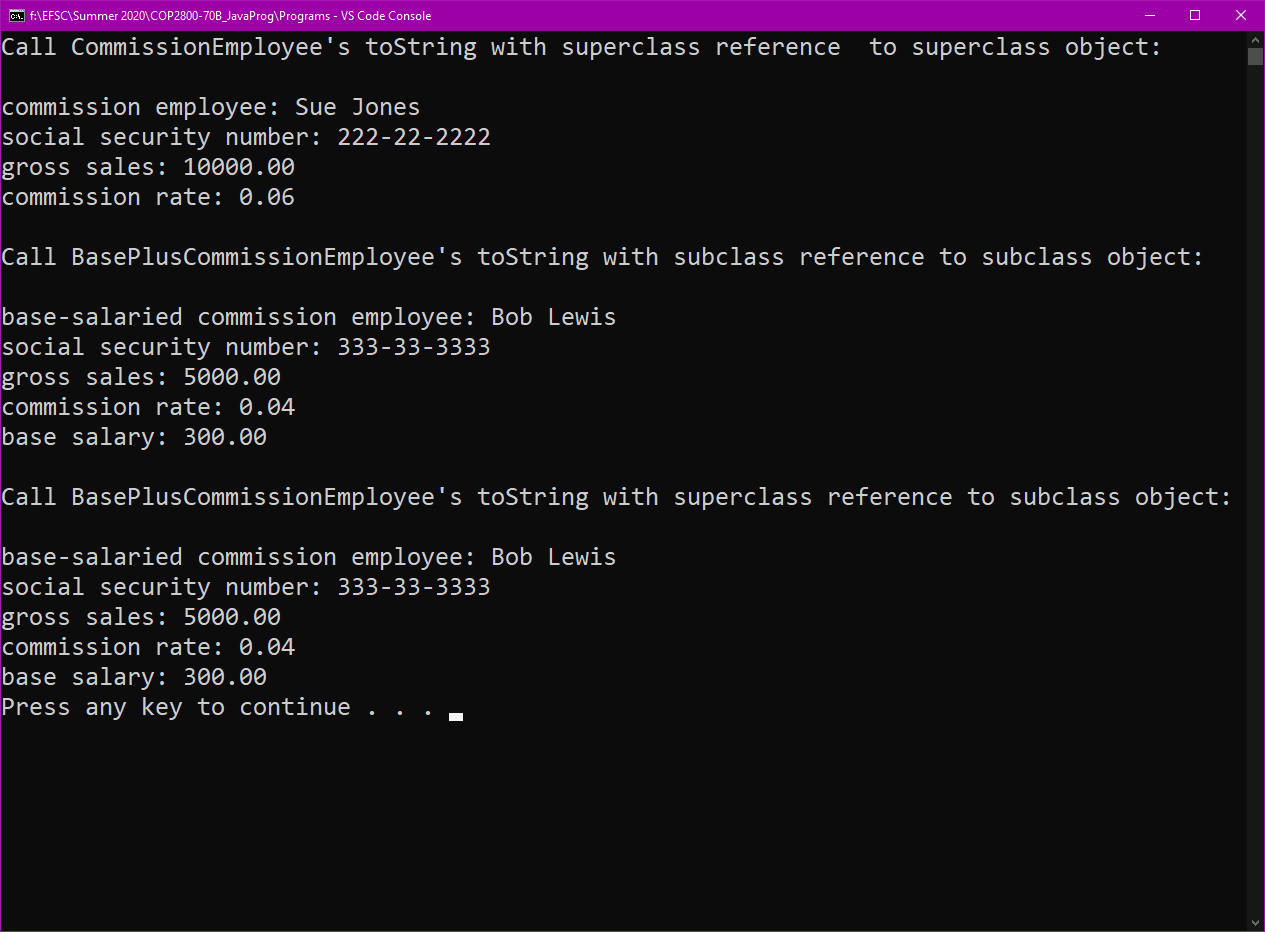 f:\EFSC\Summer 2020\COP2800-70B_JavaProg\Programs - VS Code Console
Call CommissionEmployee's toString with superclass reference  to superclass object:
commission employee: Sue Jones
social security number: 222-22-2222
gross sales: 10000.00
commission rate: 0.06
Call BasePlusCommissionEmployee's toString with subclass reference to subclass object:
base-salaried commission employee: Bob Lewis
social security number: 333-33-3333
gross sales: 5000.00
commission rate: 0.04
base salary: 300.00
Call BasePlusCommissionEmployee's toString with superclass reference to subclass object:
base-salaried commission employee: Bob Lewis
social security number: 333-33-3333
gross sales: 5000.00
commission rate: 0.04
base salary: 300.00
Press any key to continue . . .